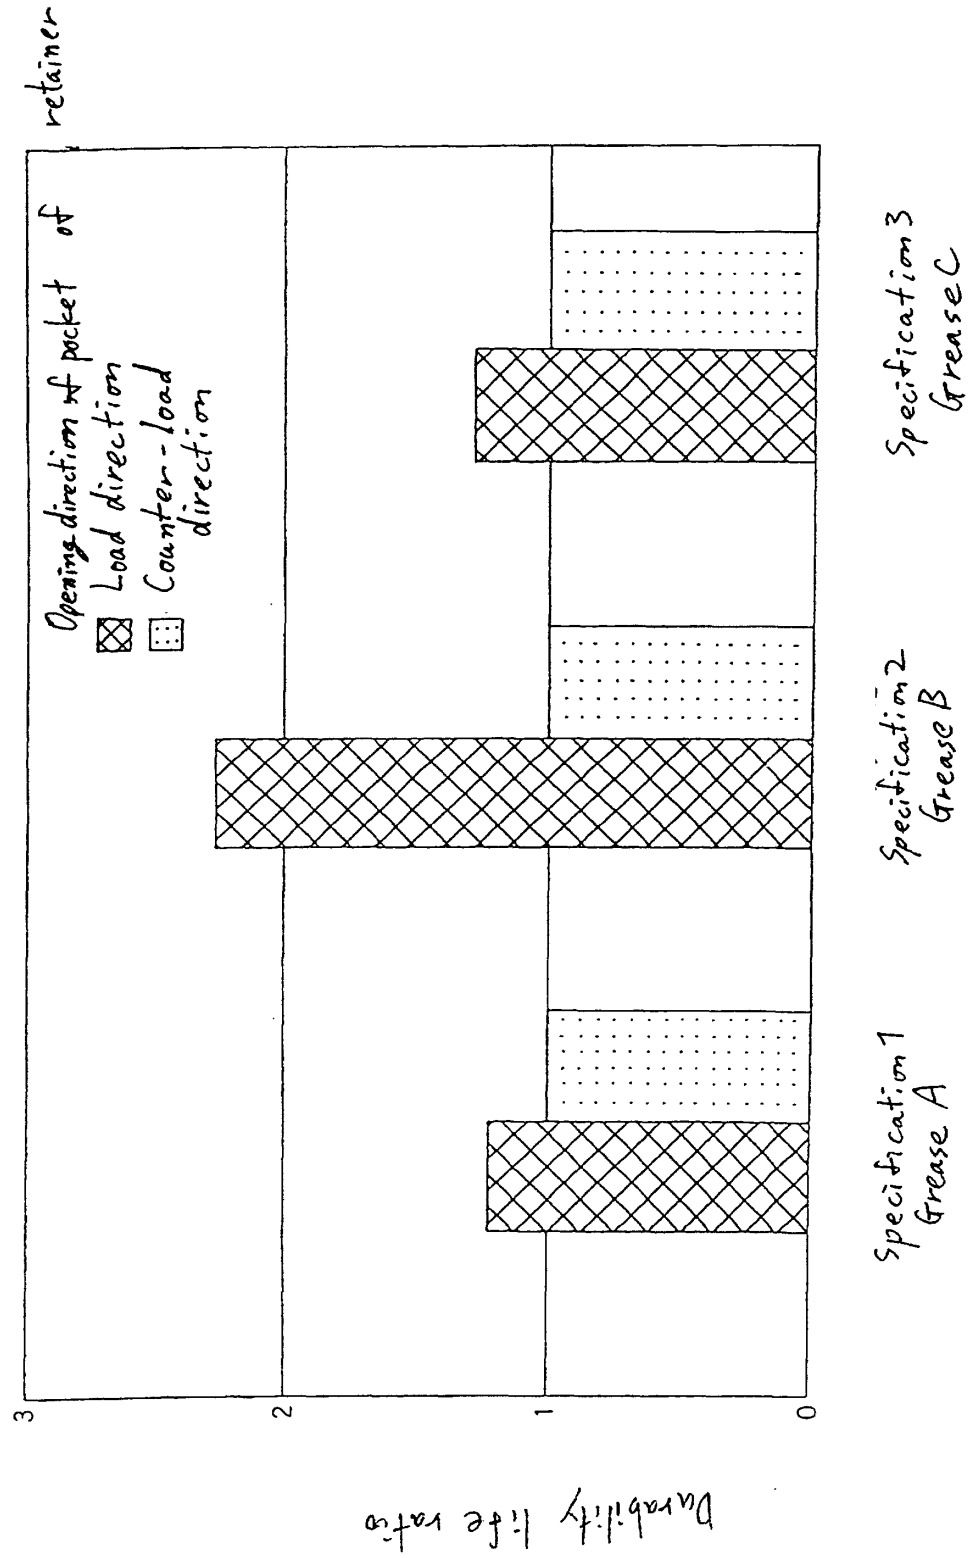 Opening direction of pocket of retainer
Load direction
Counter-load
direction
3
2
1
0
Durability life ratio
Specification 1
Grease A
Specification 2
Grease B
Specification 3
Grease C